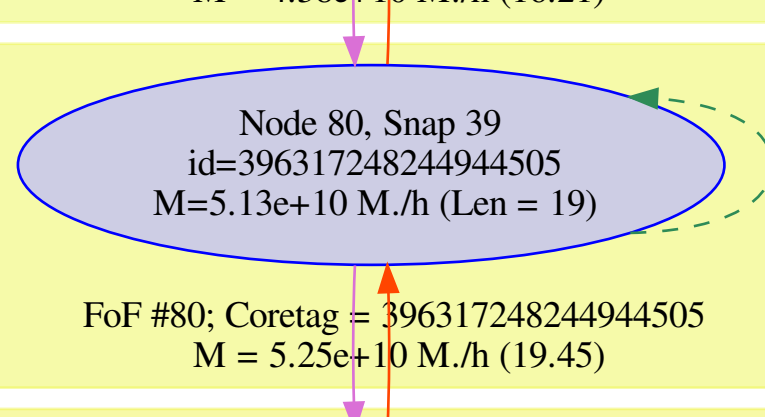 Node 80, Snap 39
id=396317248244944505
M=5.13e+10 M./h (Len = 19)
FoF #80; Coretag = 396317248244944505
M = 5.25e+10 M./h (19.45)